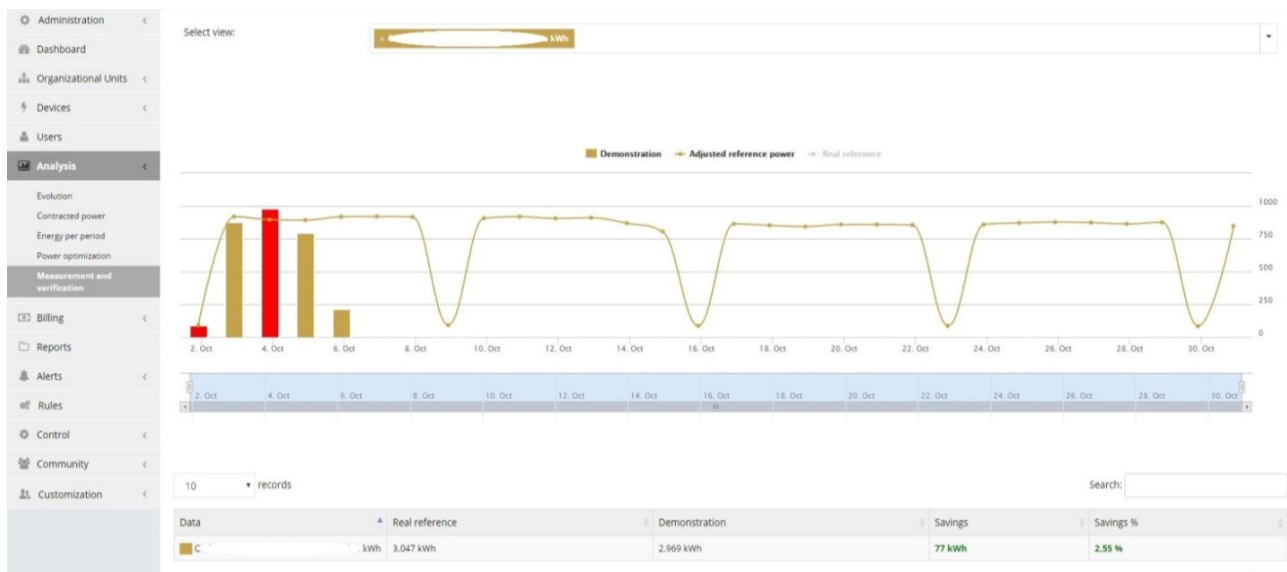 Administration
Dashboard
Organizational Units
Devices
Users
Analysis
Evolution
Contracted power
Energy per period
Power optimization
Measurement and
verification
Billing
Reports
Alerts
Rules
Control
Community
Customization
Select view:
× kWh
Demonstration Adjusted reference power Real reference
1000
750
500
250
0
2. Oct 4. Oct 6. Oct 8. Oct 10. Oct 12. Oct 14. Oct 16. Oct 18. Oct 20. Oct 22. Oct 24. Oct 26. Oct 28. Oct 30. Oct
2. Oct 4. Oct 6. Oct 8. Oct 10. Oct 12. Oct 14. Oct 16. Oct 18. Oct 20. Oct 22. Oct 24. Oct 26. Oct 28. Oct 30. Oct
10 records Search:
Data Real reference Demonstration Savings Savings %
C. kWh 3.047 kWh 2.969 kWh 77 kWh 2.55 %